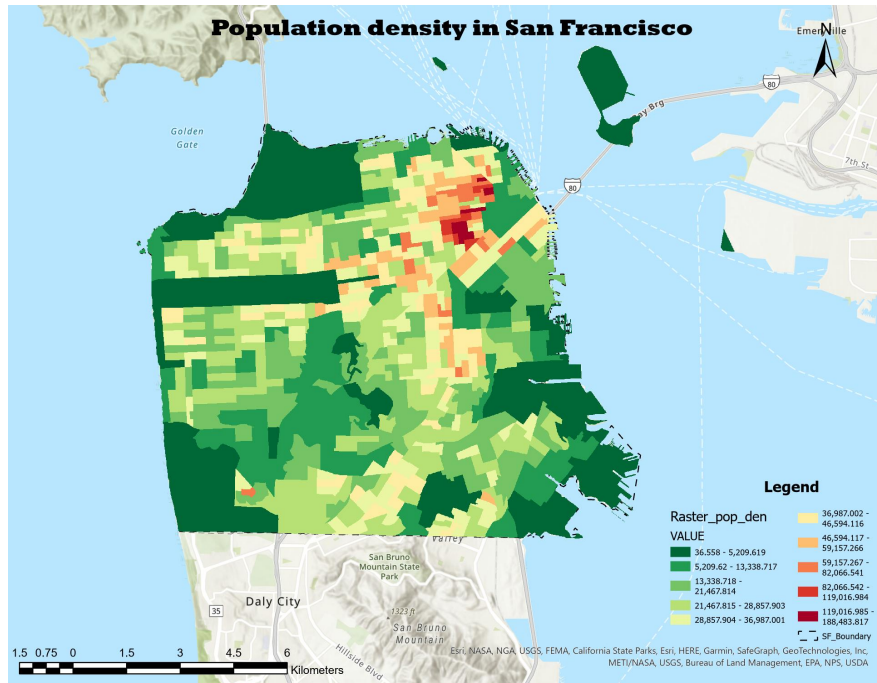 Population density in San Francisco
Emeryville
N
80
Bay Brg
Golden
Gate
7th St
80
Legend
Raster_pop_den
VALUE
36.558 - 5,209.619
5,209.62 - 13,338.717
13,338.718 -
21,467.814
21,467.815 - 28,857.903
28,857.904 - 36,987.001
36,987.002 -
46,594.116
46,594.117 -
59,157.266
59,157.267 -
82,066.541
82,066.542 -
119,016.984
119,016.985 -
188,483.817
SF_Boundary
Valley
San Bruno
Mountain State
Park
Daly City
35
1323 ft
San Bruno
Mountain
Hillside Blvd
1.5 0.75 0 1.5 3 4.5 6
Kilometers
Esri, NASA, NGA, USGS, FEMA, California State Parks, Esri, HERE, Garmin, SafeGraph, GeoTechnologies, Inc,
METI/NASA, USGS, Bureau of Land Management, EPA, NPS, USDA